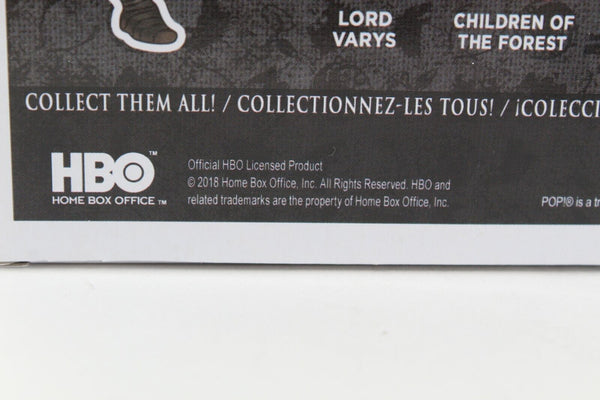 LORD
VARYS
CHILDREN OF
THE FOREST
COLLECT THEM ALL! / COLLECTIONNEZ-LES TOUS! / ¡COLECCI
HBO™
HOME BOX OFFICE ™
Official HBO Licensed Product
© 2018 Home Box Office, Inc. All Rights Reserved. HBO and
related trademarks are the property of Home Box Office, Inc.
POP!® is a tr